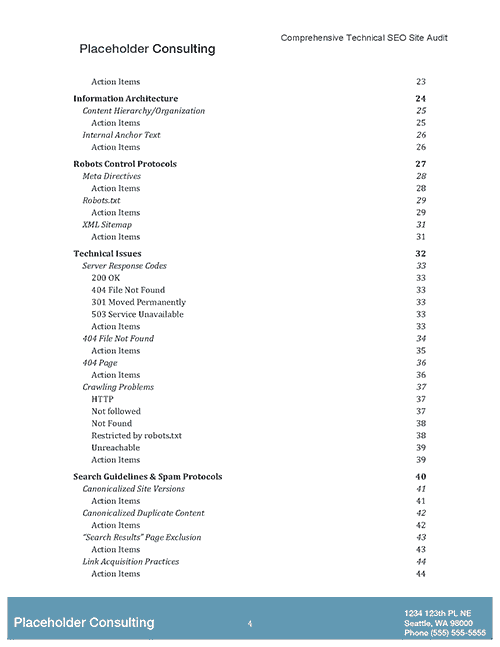 Comprehensive Technical SEO Site Audit
Placeholder Consulting
Action Items 23
Information Architecture 24
Content Hierarchy/Organization 25
Action Items 25
Internal Anchor Text 26
Action Items 26
Robots Control Protocols 27
Meta Directives 28
Action Items 28
Robots.txt 29
Action Items 29
XML Sitemap 31
Action Items 31
Technical Issues 32
Server Response Codes 33
200 OK 33
404 File Not Found 33
301 Moved Permanently 33
503 Service Unavailable 33
Action Items 33
404 File Not Found 34
Action Items 35
404 Page 36
Action Items 36
Crawling Problems 37
HTTP 37
Not followed 37
Not Found 38
Restricted by robots.txt 38
Unreachable 39
Action Items 39
Search Guidelines & Spam Protocols 40
Canonicalized Site Versions 41
Action Items 41
Canonicalized Duplicate Content 42
Action Items 42
“Search Results” Page Exclusion 43
Action Items 43
Link Acquisition Practices 44
Action Items 44
Placeholder Consulting
4
1234 123th PL NE
Seattle, WA 98000
Phone (555) 555-5555